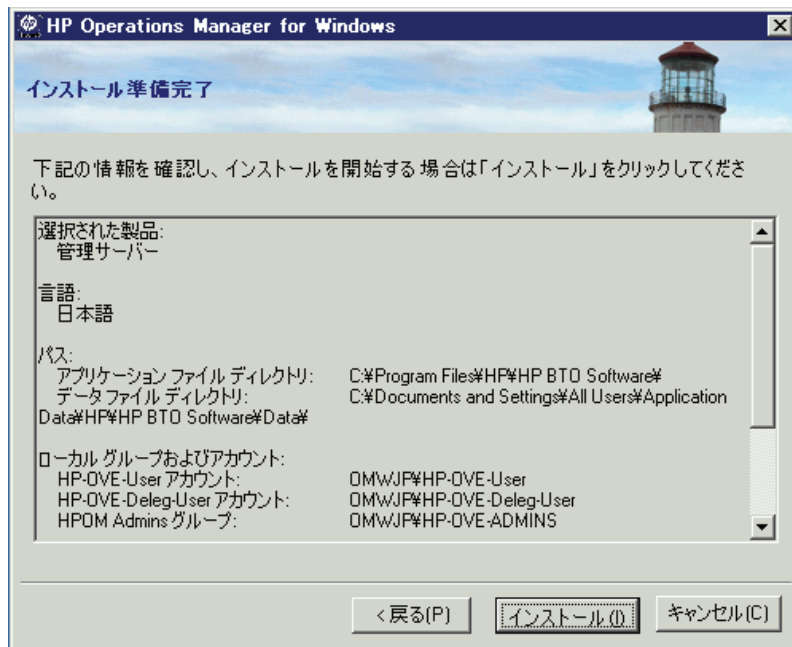 HP Operations Manager for Windows
インストール準備完了
下記の情報を確認し、インストールを開始する場合は「インストール」をクリックしてくださ
い。
選択された製品:
管理サーバー
言語:
日本語
パス:
アプリケーション ファイル ディレクトリ: C:¥Program Files¥HP¥HP BTO Software¥
データ ファイル ディレクトリ: C:¥Documents and Settings¥All Users¥Application
Data¥HP¥HP BTO Software¥Data¥
ローカル グループおよびアカウント:
HP-OVE-User アカウント: OMWJP¥HP-OVE-User
HP-OVE-Deleg-User アカウント: OMWJP¥HP-OVE-Deleg-User
HPOM Admins グループ: OMWJP¥HP-OVE-ADMINS
< 戻る(P) インストール(I) キャンセル(C)